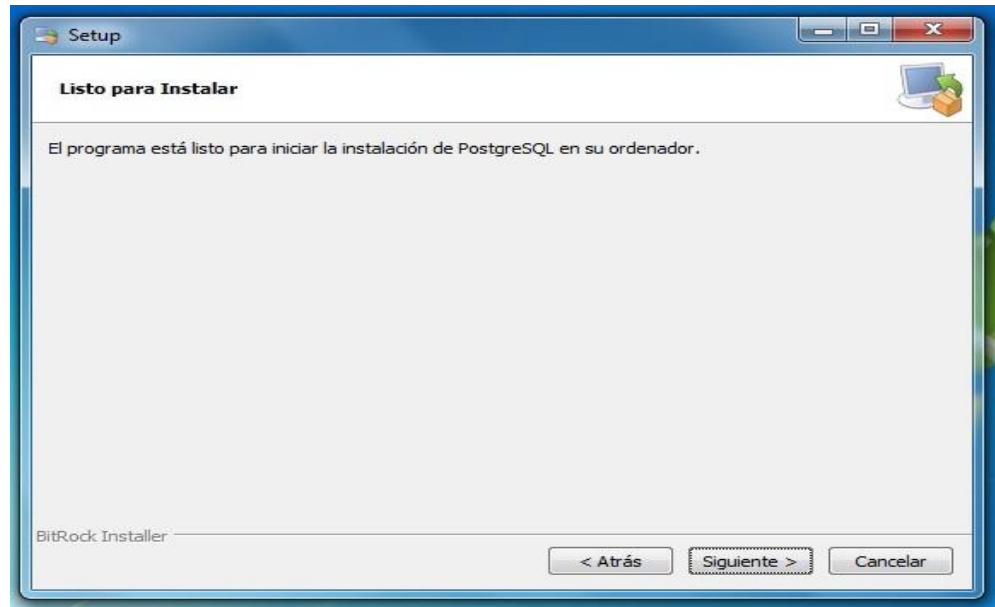 Setup
Listo para Instalar
El programa está listo para iniciar la instalación de PostgreSQL en su ordenador.
BitRock Installer
< Atrás
Siguiente >
Cancelar